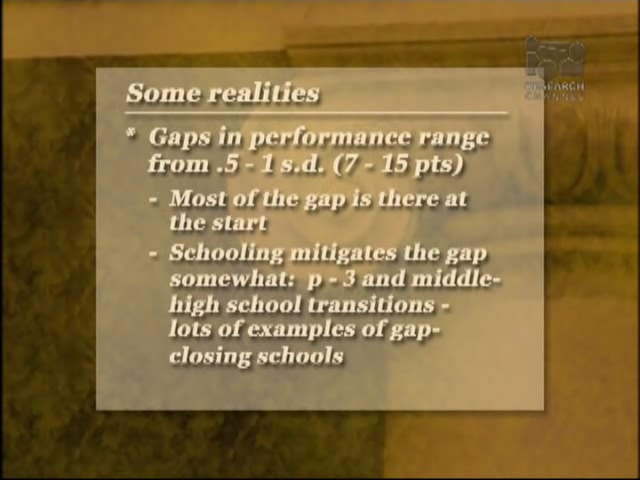 RESEARCH
CHANNEL
Some realities
* Gaps in performance range
from .5 - 1 s.d. (7 - 15 pts)
- Most of the gap is there at
the start
- Schooling mitigates the gap
somewhat: p - 3 and middle-
high school transitions -
lots of examples of gap-
closing schools